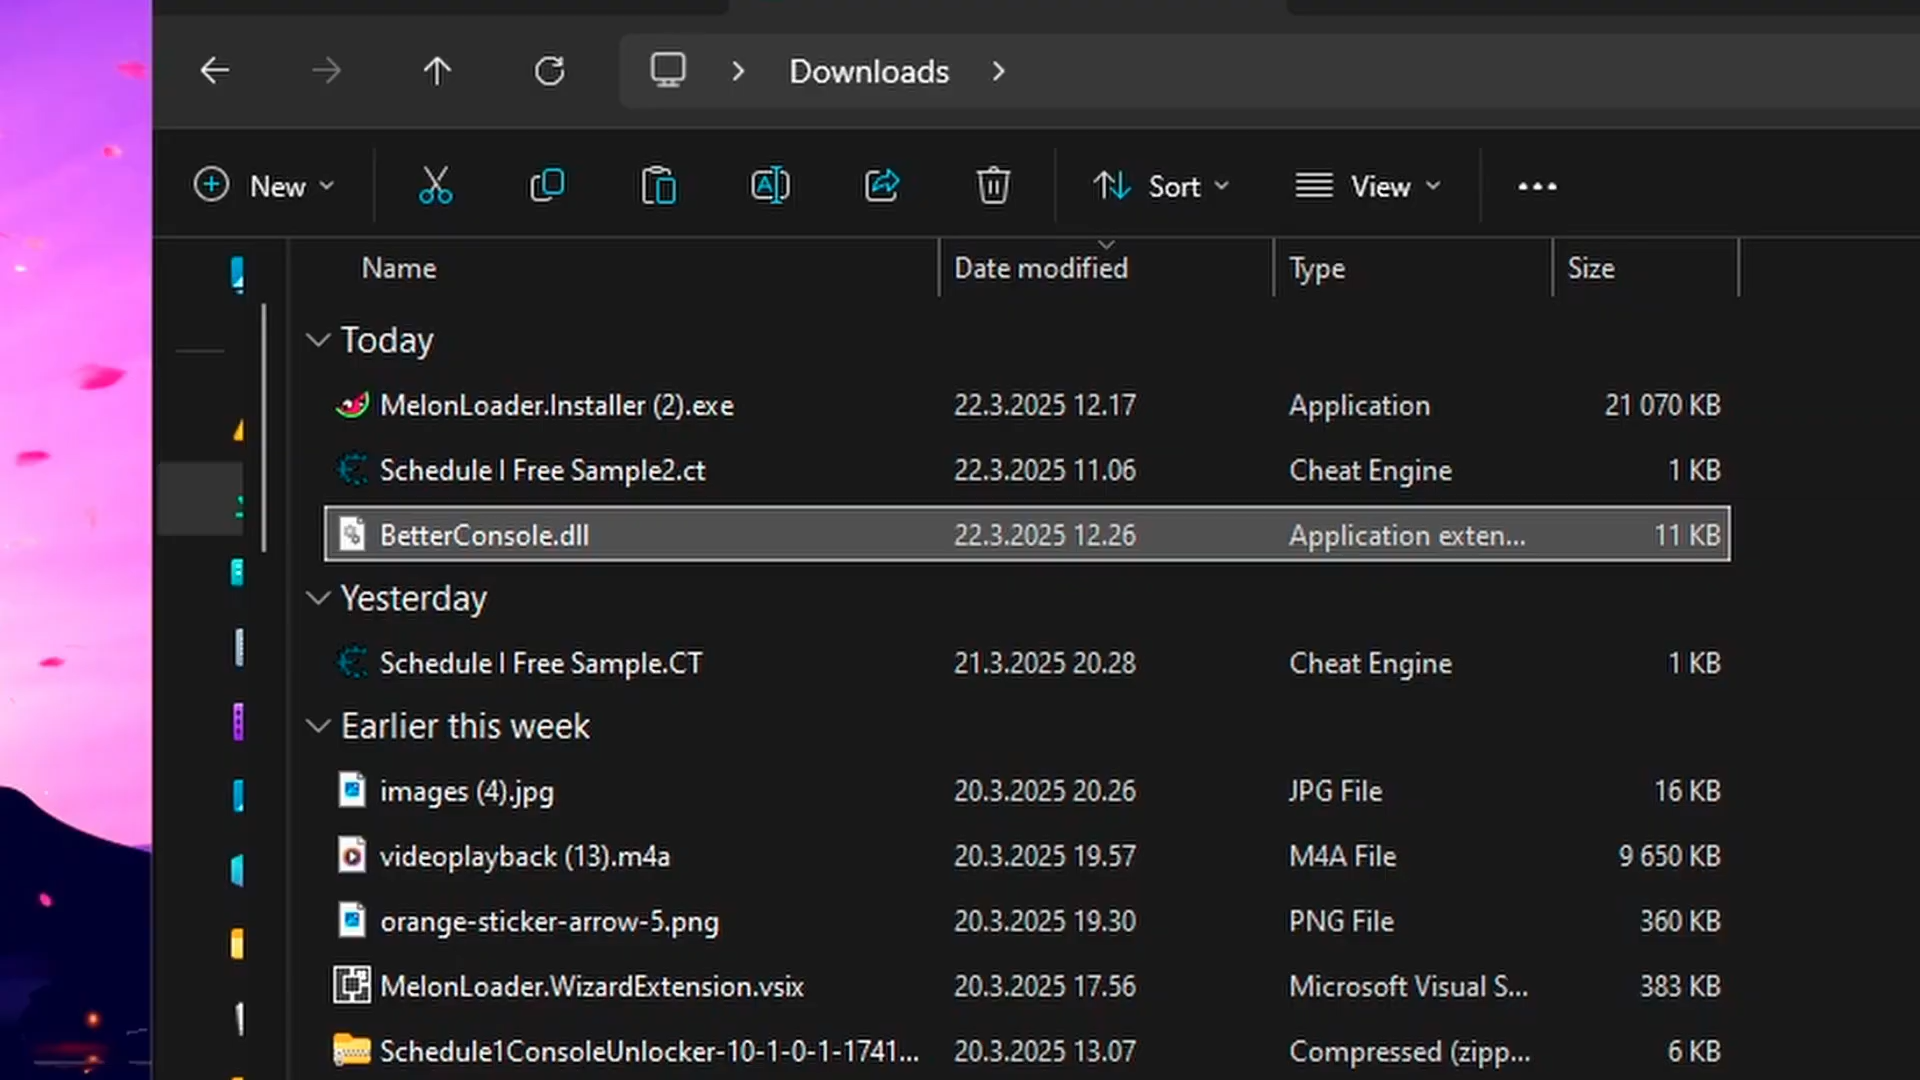 Downloads
New
Sort
View
Name Date modified Type Size
Today
MelonLoader.Installer (2).exe 22.3.2025 12.17 Application 21 070 KB
Schedule I Free Sample2.ct 22.3.2025 11.06 Cheat Engine 1 KB
BetterConsole.dll 22.3.2025 12.26 Application exten... 11 KB
Yesterday
Schedule I Free Sample.CT 21.3.2025 20.28 Cheat Engine 1 KB
Earlier this week
images (4).jpg 20.3.2025 20.26 JPG File 16 KB
videoplayback (13).m4a 20.3.2025 19.57 M4A File 9 650 KB
orange-sticker-arrow-5.png 20.3.2025 19.30 PNG File 360 KB
MelonLoader.WizardExtension.vsix 20.3.2025 17.56 Microsoft Visual S... 383 KB
Schedule1ConsoleUnlocker-10-1-0-1-1741... 20.3.2025 13.07 Compressed (zipp... 6 KB